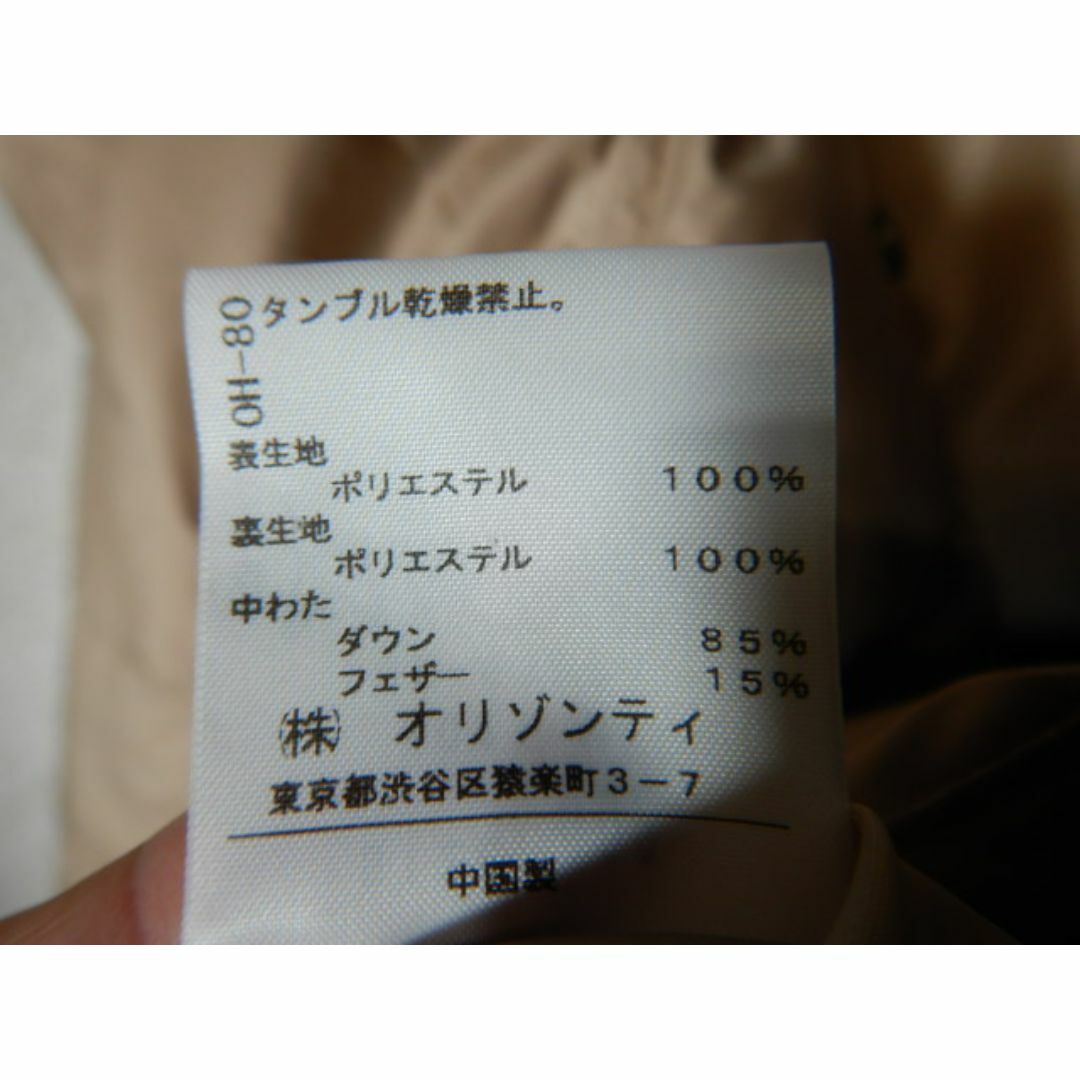 タンブル乾燥禁止。
OH-80
表生地
ポリエステル 100%
裏生地
ポリエステル 100%
中わた
ダウン 85%
フェザー 15%
㈱ オリゾンティ
東京都渋谷区猿楽町3-7
中国製